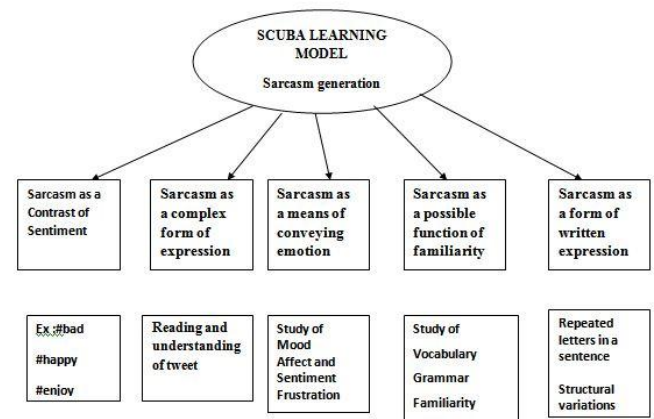 SCUBA LEARNING
MODEL
Sarcasm generation
Sarcasm as a
Contrast of
Sentiment
Sarcasm as
a complex
form of
expression
Sarcasm as
a means of
conveying
emotion
Sarcasm as
a possible
function of
familiarity
Sarcasm as
a form of
written
expression
Ex :#bad
#happy
#enjoy
Reading and
understanding
of tweet
Study of
Mood
Affect and
Sentiment
Frustration
Study of
Vocabulary
Grammar
Familiarity
Repeated
letters in a
sentence
Structural
variations